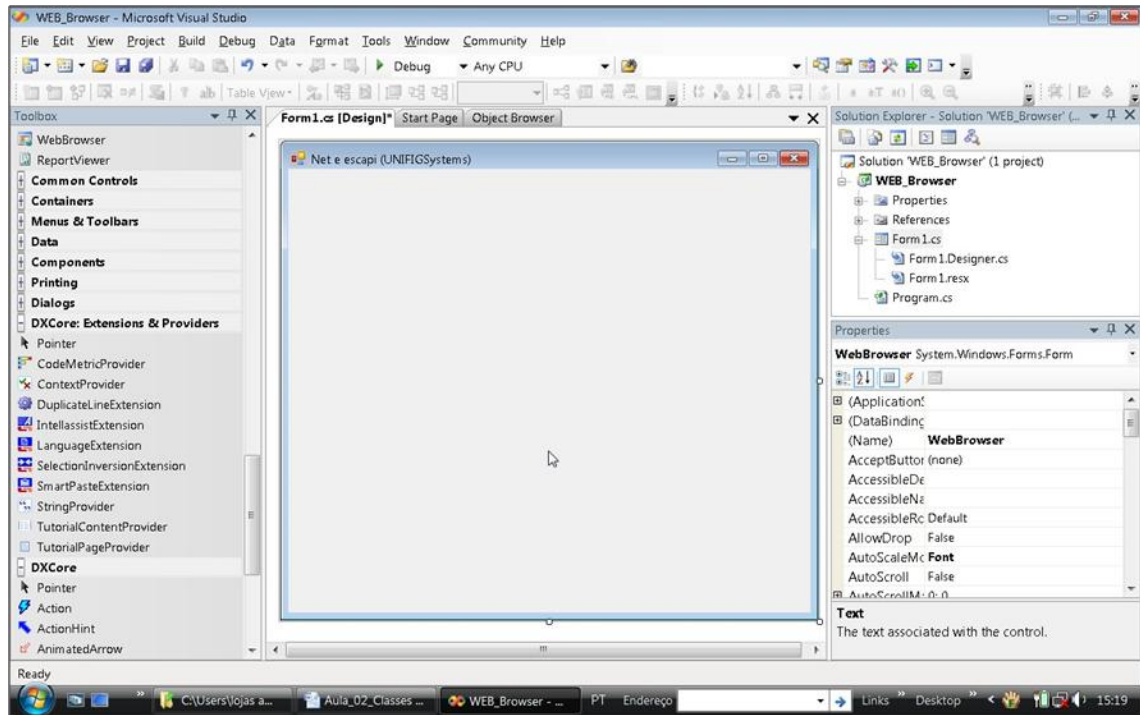 WEB_Browser - Microsoft Visual Studio
File Edit View Project Build Debug Data Format Tools Window Community Help
Debug Any CPU
Table View
Toolbox
WebBrowser
ReportViewer
Common Controls
Containers
Menus & Toolbars
Data
Components
Printing
Dialogs
DXCore: Extensions & Providers
Pointer
CodeMetricProvider
ContextProvider
DuplicateLineExtension
IntellassistExtension
LanguageExtension
SelectionInversionExtension
SmartPasteExtension
StringProvider
TutorialContentProvider
TutorialPageProvider
DXCore
Pointer
Action
ActionHint
AnimatedArrow
Form1.cs [Design]* Start Page Object Browser
Net e escapi (UNIFIGSystems)
Solution Explorer - Solution 'WEB_Browser' (...
Solution 'WEB_Browser' (1 project)
WEB_Browser
Properties
References
Form1.cs
Form1.Designer.cs
Form1.resx
Program.cs
Properties
WebBrowser System.Windows.Forms.Form
(Applications
(DataBinding
(Name) WebBrowser
AcceptButtor (none)
AccessibleDe
AccessibleNa
AccessibleRc Default
AllowDrop False
AutoScaleMc Font
AutoScroll False
AutoScrollM: 0; 0
Text
The text associated with the control.
Ready
C:\Users\lojas a... Aula_02_Classes ... WEB_Browser - ... PT Endereço Links Desktop 15:19